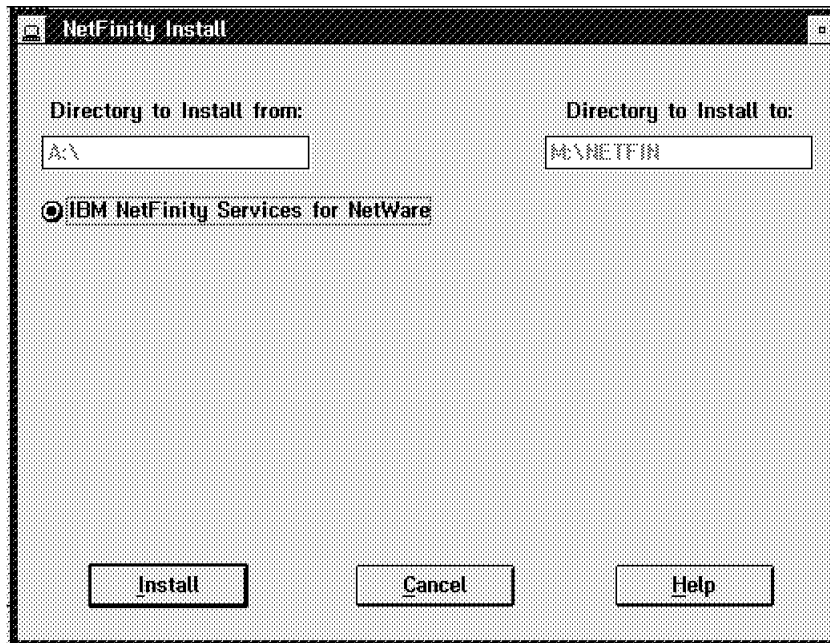 NetFinity Install
Directory to Install from:
Directory to Install to:
A:\
M:\NETFIN
IBM NetFinity Services for NetWare
Install
Cancel
Help